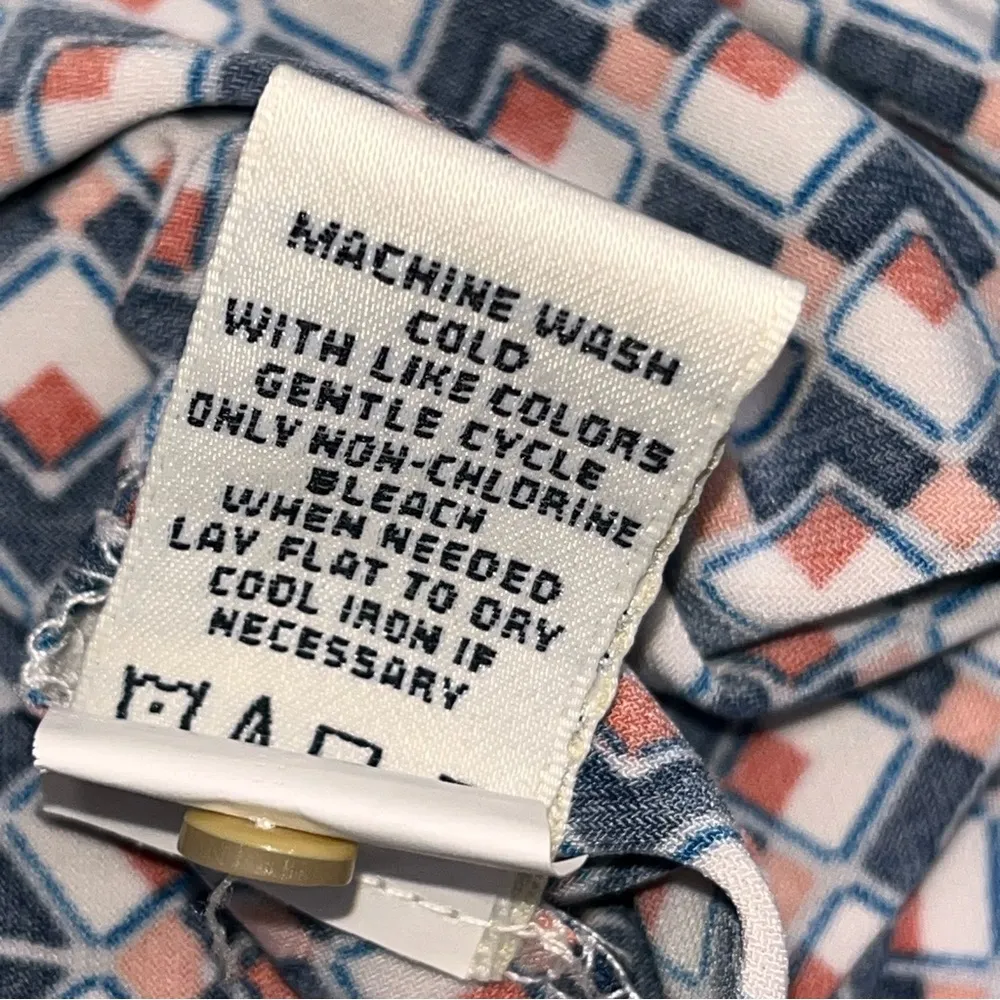 MACHINE WASH
COLD
WITH LIKE COLORS
GENTLE CYCLE
ONLY NON-CHLORINE
BLEACH
WHEN NEEDED
LAY FLAT TO DRY
COOL IRON IF
NECESSARY